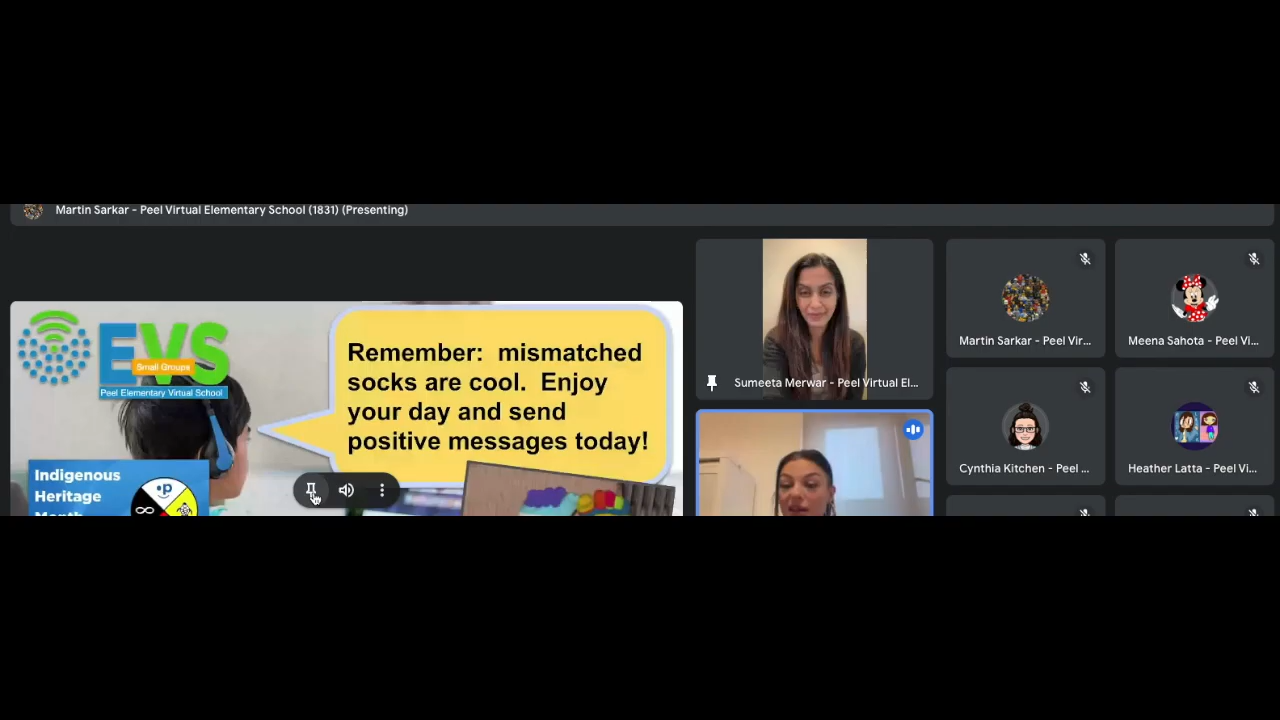 Martin Sarkar - Peel Virtual Elementary School (1831) (Presenting)
EVS
Small Groups
Peel Elementary Virtual School
Remember: mismatched
socks are cool. Enjoy
your day and send
positive messages today!
Indigenous
Heritage
Month
Sumeeta Merwar - Peel Virtual El...
Martin Sarkar - Peel Vir...
Meena Sahota - Peel Vi...
Cynthia Kitchen - Peel ...
Heather Latta - Peel Vi...